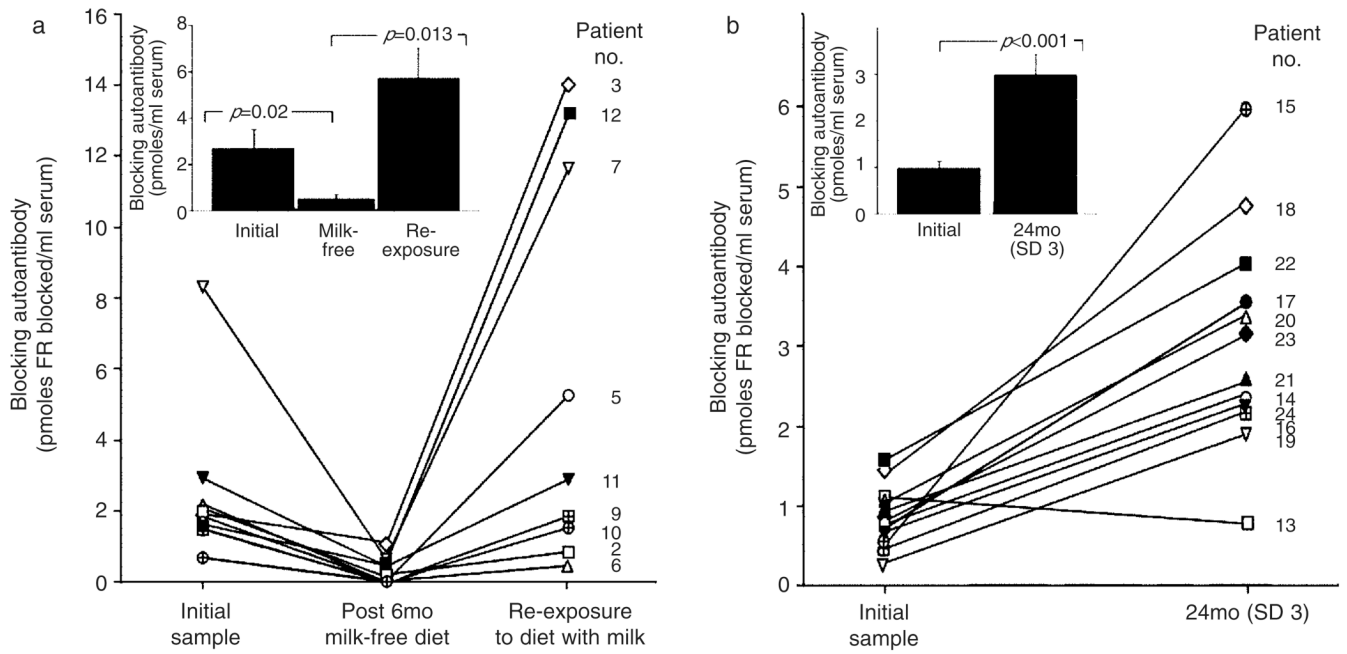 a
Blocking autoantibody
(pmoles FR blocked/ml serum)
16
14
12
10
8
6
4
2
0
Blocking autoantibody
(pmoles/ml serum)
8
6
4
2
0
p=0.02
p=0.013
Initial
Milk-
free
Re-
exposure
Patient
no.
3
12
7
5
11
9
10
2
6
Initial
sample
Post 6mo
milk-free diet
Re-exposure
to diet with milk
b
Blocking autoantibody
(pmoles FR blocked/ml serum)
6
5
4
3
2
1
0
Blocking autoantibody
(pmoles/ml serum)
3
2
1
0
p<0.001
Initial
24mo
(SD 3)
Patient
no.
15
18
22
17
20
23
21
14
24
16
19
13
Initial
sample
24mo (SD 3)